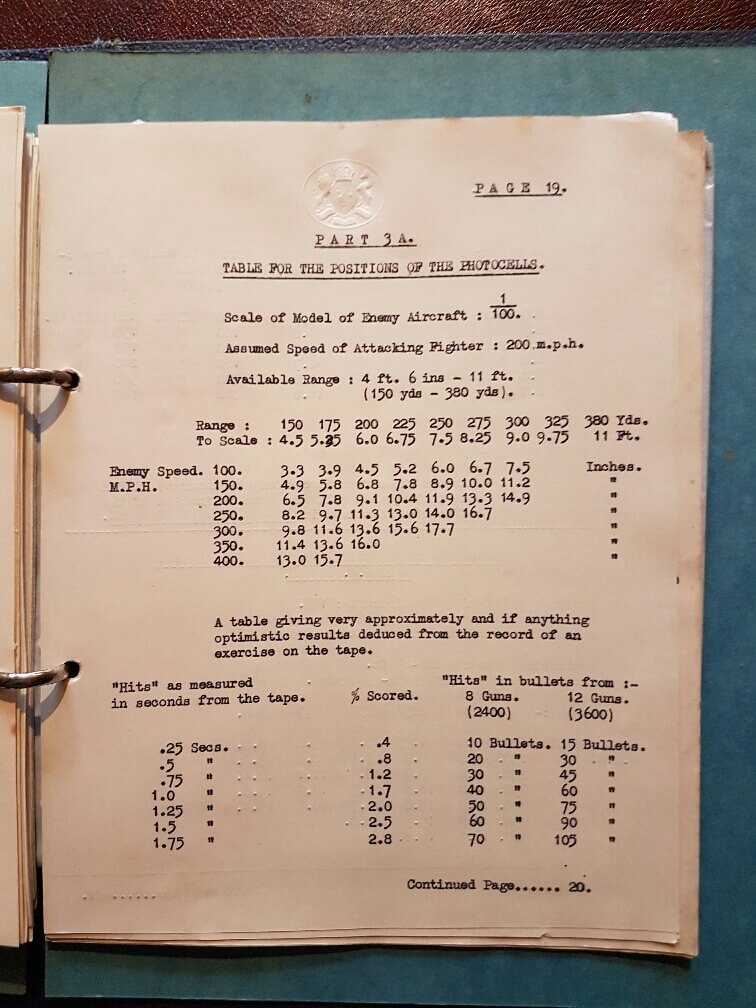 PAGE 19.
PART 3A.
TABLE FOR THE POSITIONS OF THE PHOTOCELLS.
Scale of Model of Enemy Aircraft : 1/100.
Assumed Speed of Attacking Fighter : 200 m.p.h.
Available Range : 4 ft. 6 ins - 11 ft.
(150 yds - 380 yds).
Range : 150 175 200 225 250 275 300 325 380 Yds.
To Scale : 4.5 5.25 6.0 6.75 7.5 8.25 9.0 9.75 11 Ft.
Enemy Speed. 100. 3.3 3.9 4.5 5.2 6.0 6.7 7.5 Inches.
M.P.H. 150. 4.9 5.8 6.8 7.8 8.9 10.0 11.2 "
200. 6.5 7.8 9.1 10.4 11.9 13.3 14.9 "
250. 8.2 9.7 11.3 13.0 14.0 16.7 "
300. 9.8 11.6 13.6 15.6 17.7 "
350. 11.4 13.6 16.0 "
400. 13.0 15.7 "
A table giving very approximately and if anything
optimistic results deduced from the record of an
exercise on the tape.
"Hits" as measured % Scored. "Hits" in bullets from :-
in seconds from the tape. 8 Guns. 12 Guns.
(2400) (3600)
.25 Secs. .4 10 Bullets. 15 Bullets.
.5 " .8 20 " 30 "
.75 " 1.2 30 " 45 "
1.0 " 1.7 40 " 60 "
1.25 " 2.0 50 " 75 "
1.5 " 2.5 60 " 90 "
1.75 " 2.8 70 " 105 "
Continued Page...... 20.